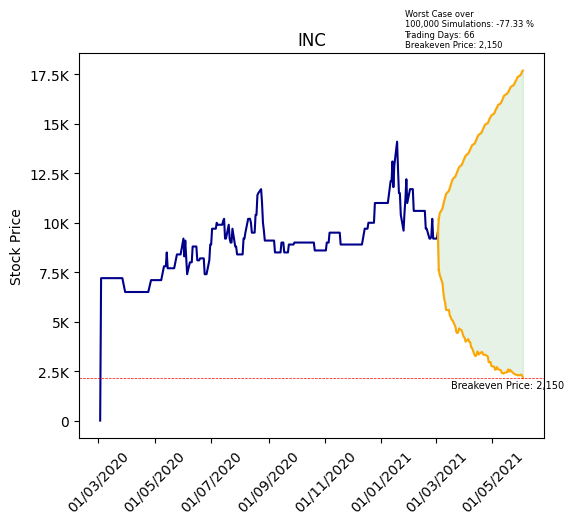 Worst Case over
100,000 Simulations: -77.33 %
Trading Days: 66
Breakeven Price: 2,150
INC
Stock Price
17.5K
15K
12.5K
10K
7.5K
5K
2.5K
0
Breakeven Price: 2,150
01/03/2020
01/05/2020
01/07/2020
01/09/2020
01/11/2020
01/01/2021
01/03/2021
01/05/2021